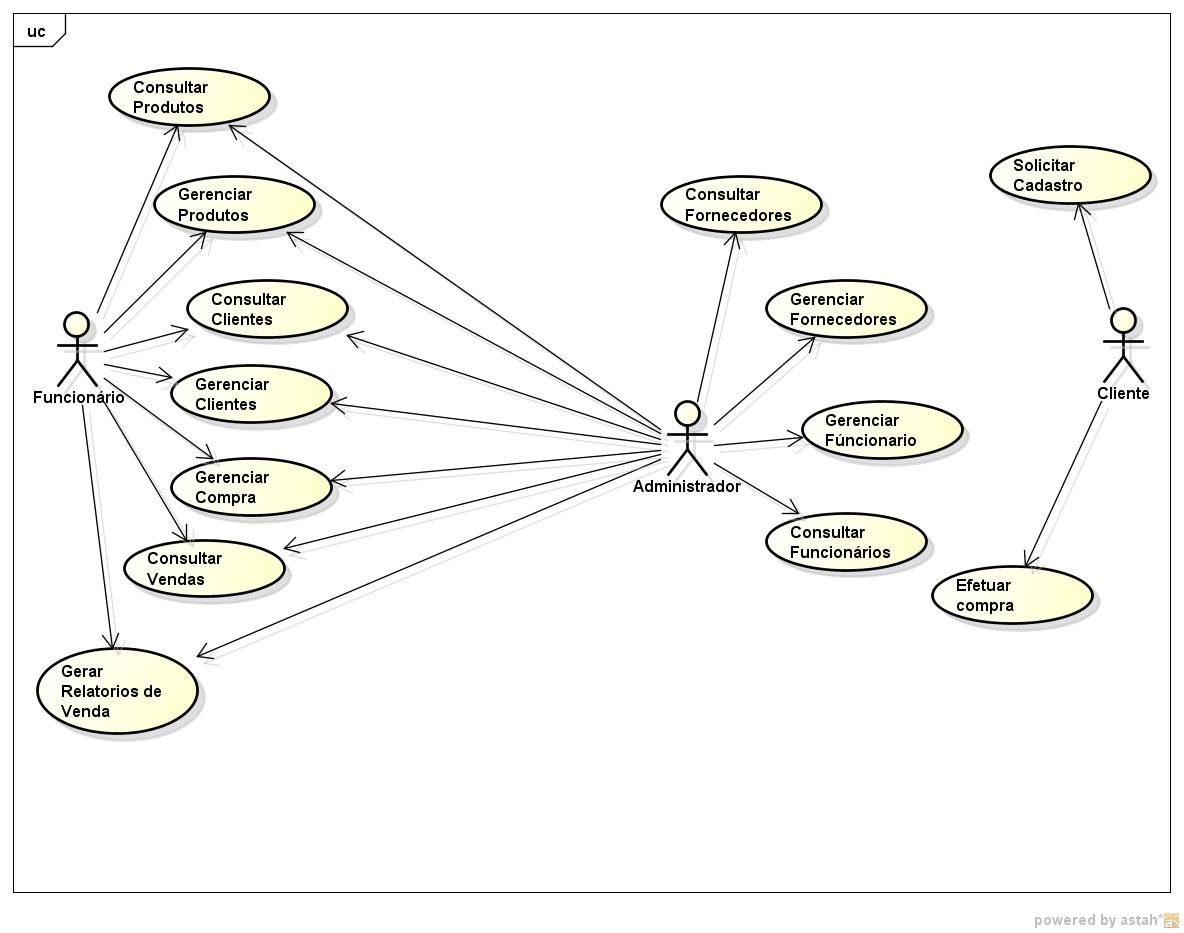 uc
Consultar
Produtos
Gerenciar
Produtos
Consultar
Clientes
Gerenciar
Clientes
Gerenciar
Compra
Consultar
Vendas
Gerar
Relatorios de
Venda
Funcionário
Consultar
Fornecedores
Gerenciar
Fornecedores
Gerenciar
Fúncionario
Consultar
Funcionários
Administrador
Solicitar
Cadastro
Cliente
Efetuar
compra
powered by astah*